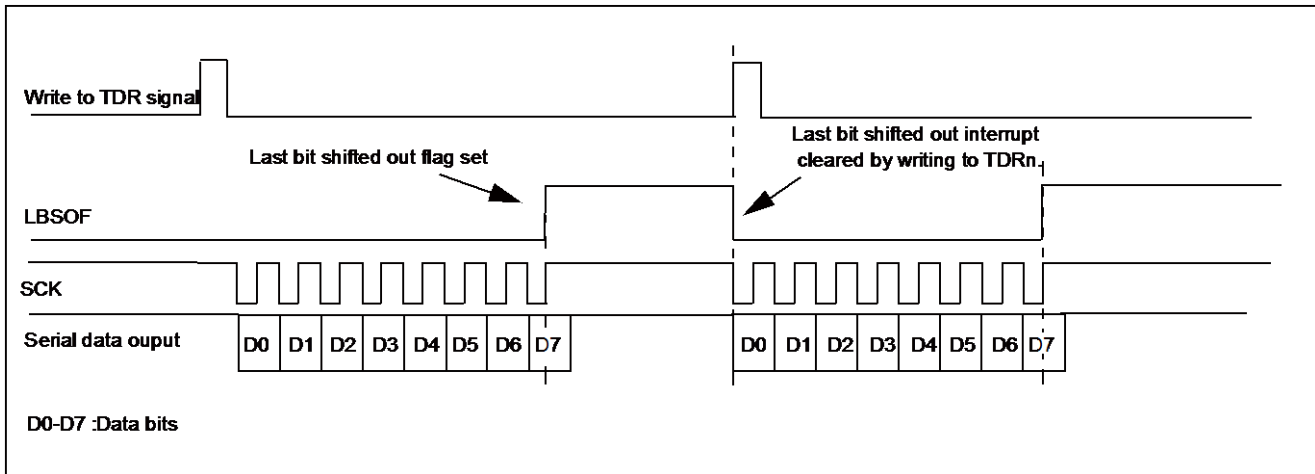 Write to TDR signal
Last bit shifted out flag set
Last bit shifted out interrupt
cleared by writing to TDRn.
LBSOF
SCK
Serial data ouput
D0 D1 D2 D3 D4 D5 D6 D7 D0 D1 D2 D3 D4 D5 D6 D7
D0-D7 :Data bits